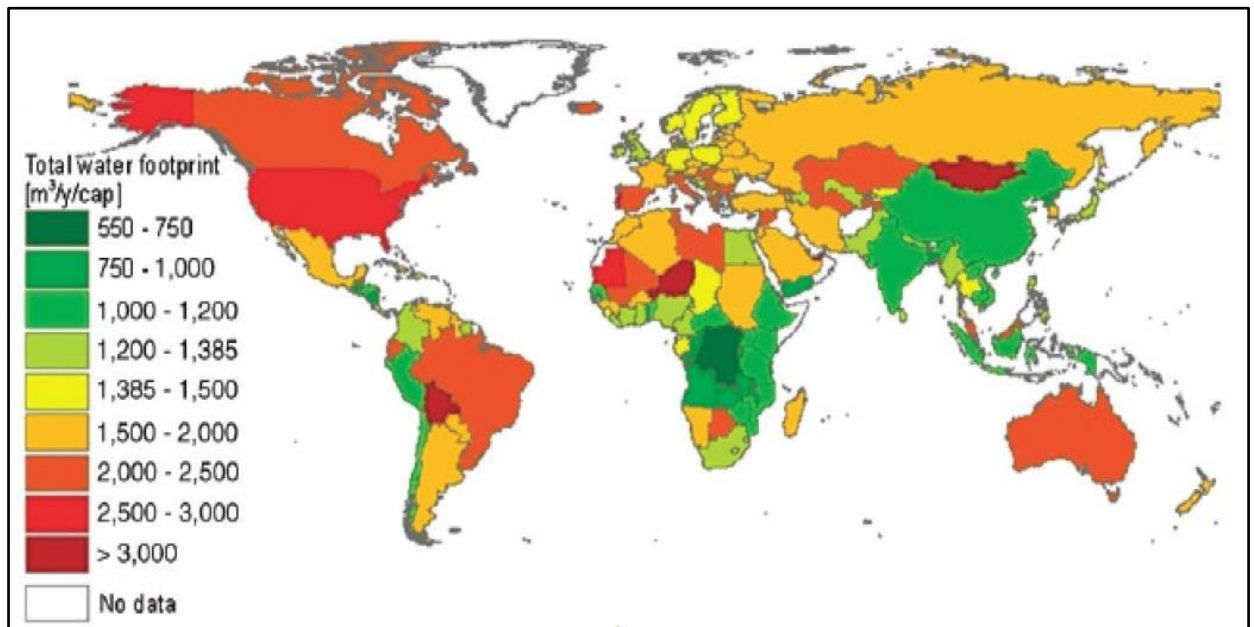 Total water footprint
[m³/y/cap]
550 - 750
750 - 1,000
1,000 - 1,200
1,200 - 1,385
1,385 - 1,500
1,500 - 2,000
2,000 - 2,500
2,500 - 3,000
> 3,000
No data